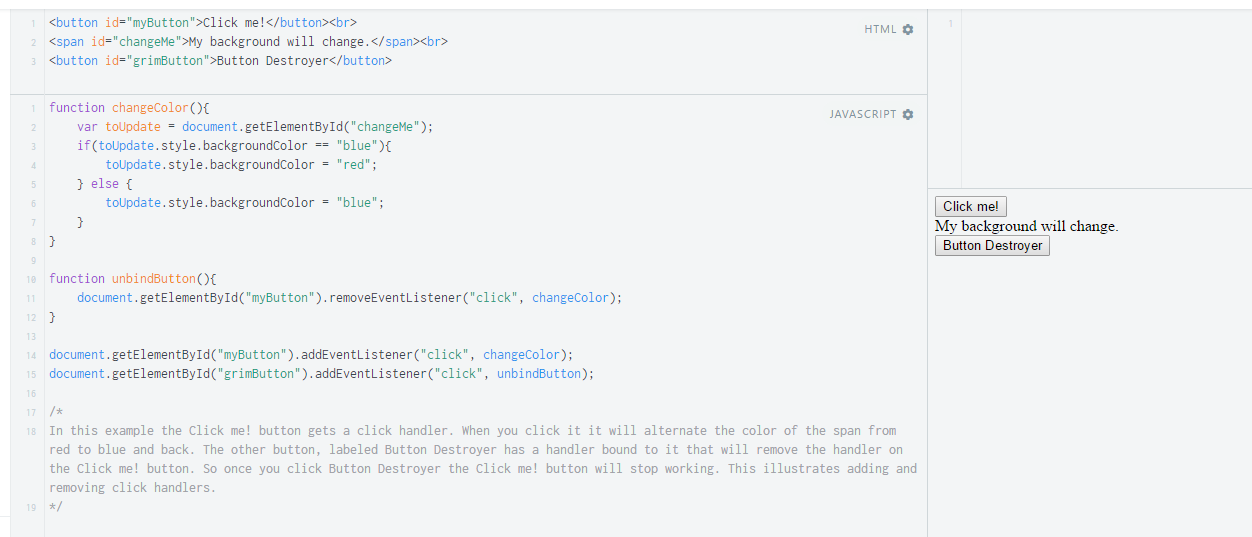 1 <button id="myButton">Click me!</button><br>
2 <span id="changeMe">My background will change.</span><br>
3 <button id="grimButton">Button Destroyer</button>
HTML
1 function changeColor(){
2     var toUpdate = document.getElementById("changeMe");
3     if(toUpdate.style.backgroundColor == "blue"){
4         toUpdate.style.backgroundColor = "red";
5     } else {
6         toUpdate.style.backgroundColor = "blue";
7     }
8 }
9
10 function unbindButton(){
11     document.getElementById("myButton").removeEventListener("click", changeColor);
12 }
13
14 document.getElementById("myButton").addEventListener("click", changeColor);
15 document.getElementById("grimButton").addEventListener("click", unbindButton);
16
17 /*
18 In this example the Click me! button gets a click handler. When you click it it will alternate the color of the span from
red to blue and back. The other button, labeled Button Destroyer has a handler bound to it that will remove the handler on
the Click me! button. So once you click Button Destroyer the Click me! button will stop working. This illustrates adding and
removing click handlers.
19 */
JAVASCRIPT
1
Click me!
My background will change.
Button Destroyer